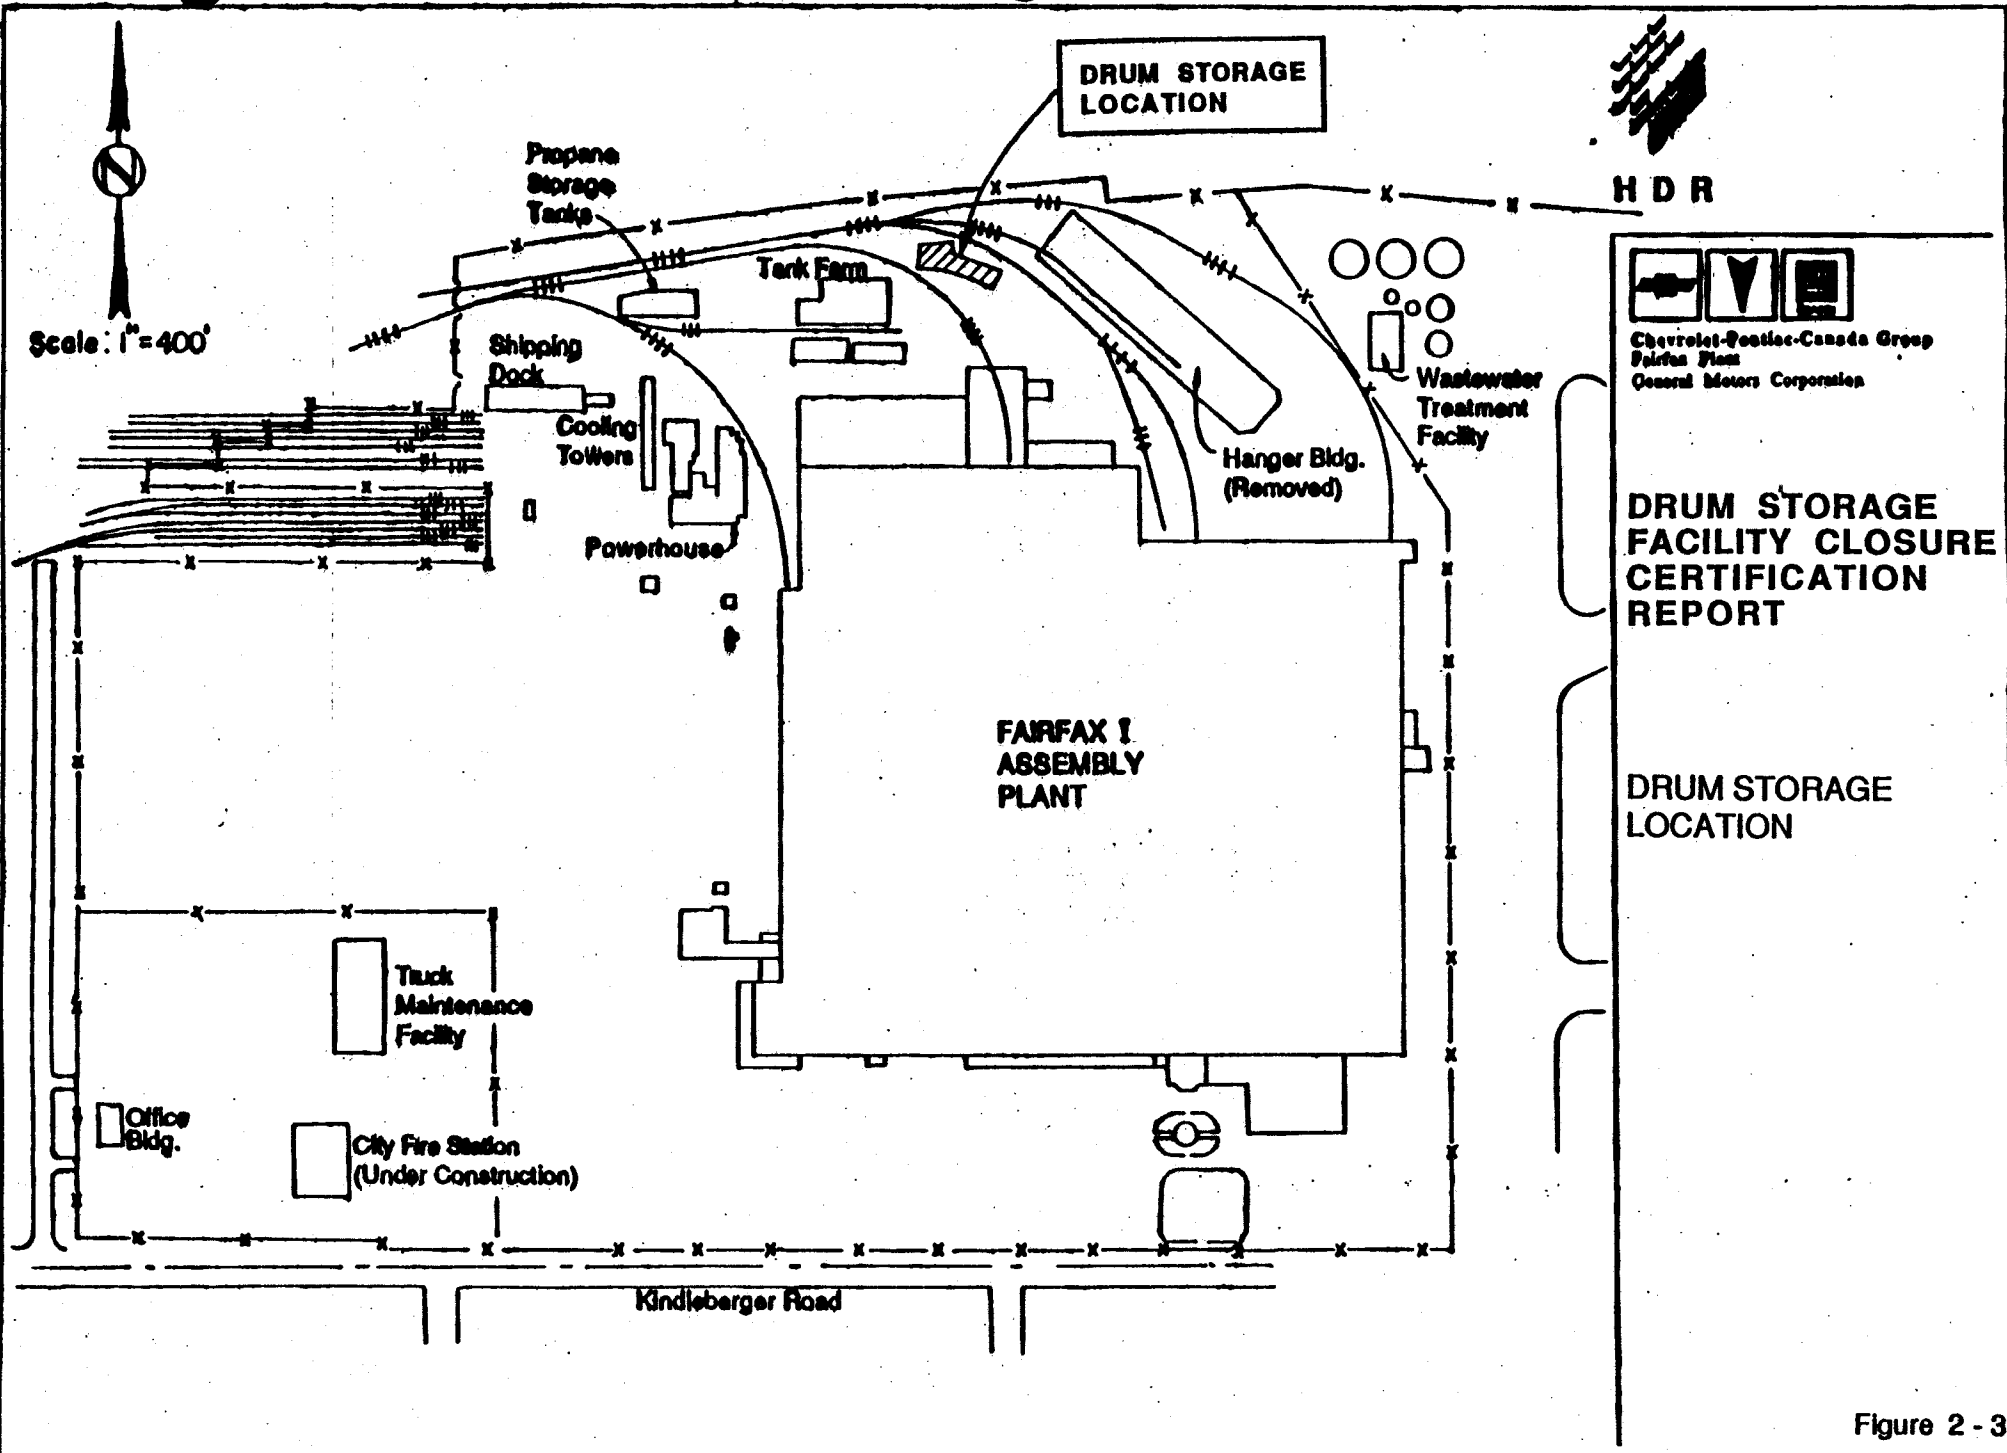 DRUM STORAGE
LOCATION
Propane
Storage
Tanks
HDR
N
Scale: 1"=400'
Tank Farm
Shipping
Dock
Cooling
Towers
Powerhouse
Wastewater
Treatment
Facility
Hanger Bldg.
(Removed)
Chevrolet-Pontiac-Canada Group
Fairfax Plant
General Motors Corporation
DRUM STORAGE
FACILITY CLOSURE
CERTIFICATION
REPORT
FAIRFAX I
ASSEMBLY
PLANT
DRUM STORAGE
LOCATION
Truck
Maintenance
Facility
Office
Bldg.
City Fire Station
(Under Construction)
Kindleberger Road
Figure 2 - 3